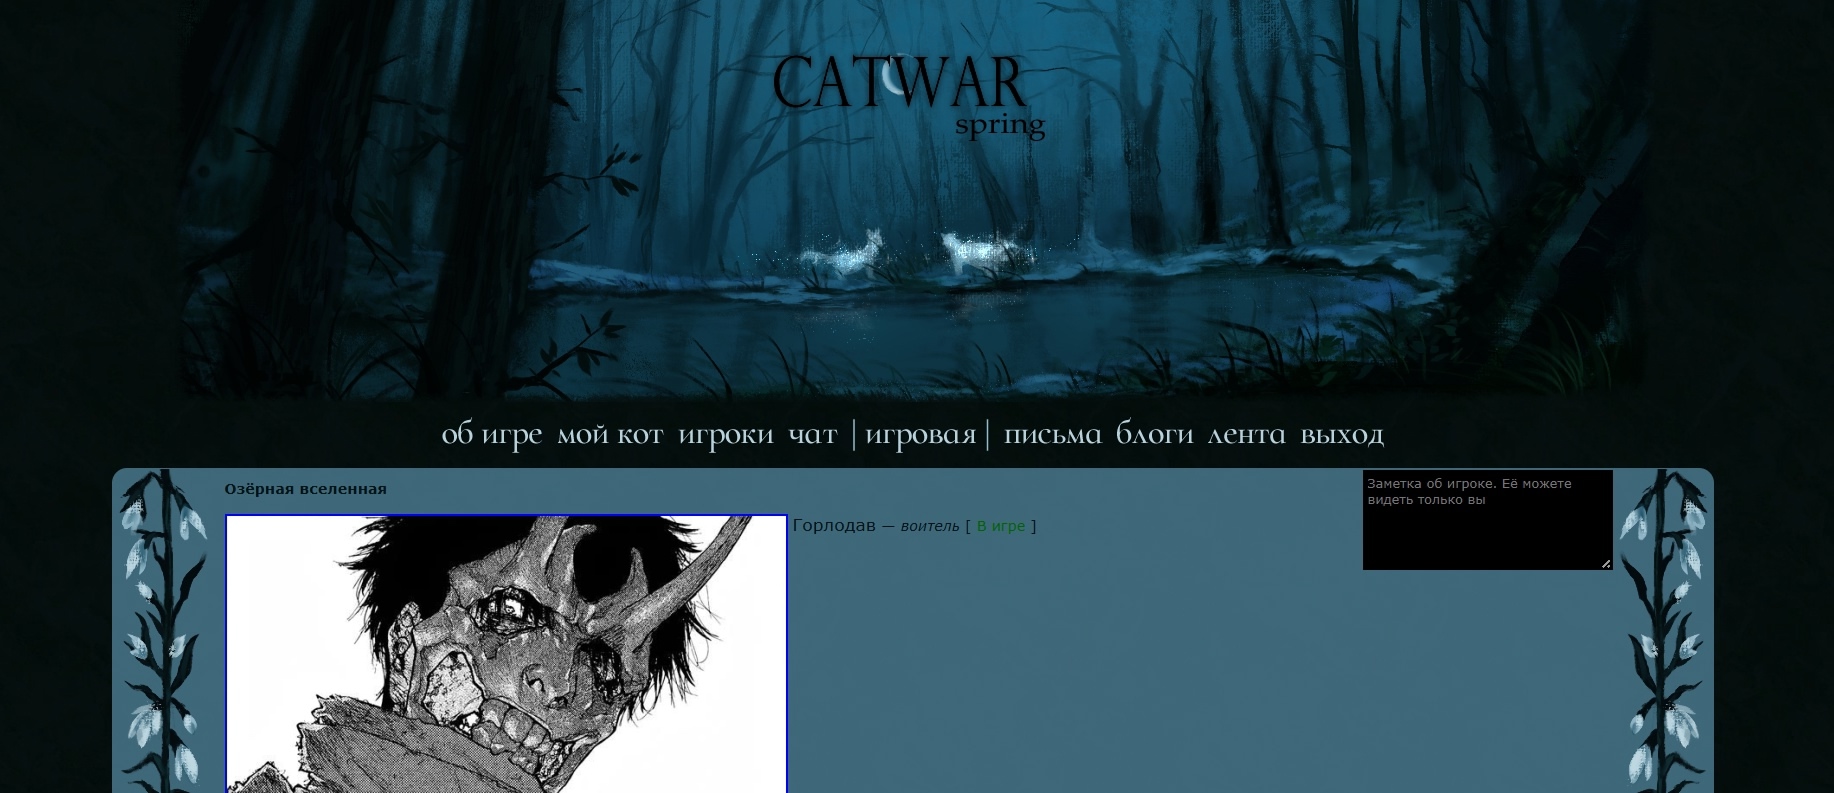 CATWAR
spring
об игре мой кот игроки чат | игровая | письма блоги лента выход
Озёрная вселенная
Горлодав — воитель [ В игре ]
Заметка об игроке. Её можете
видеть только вы